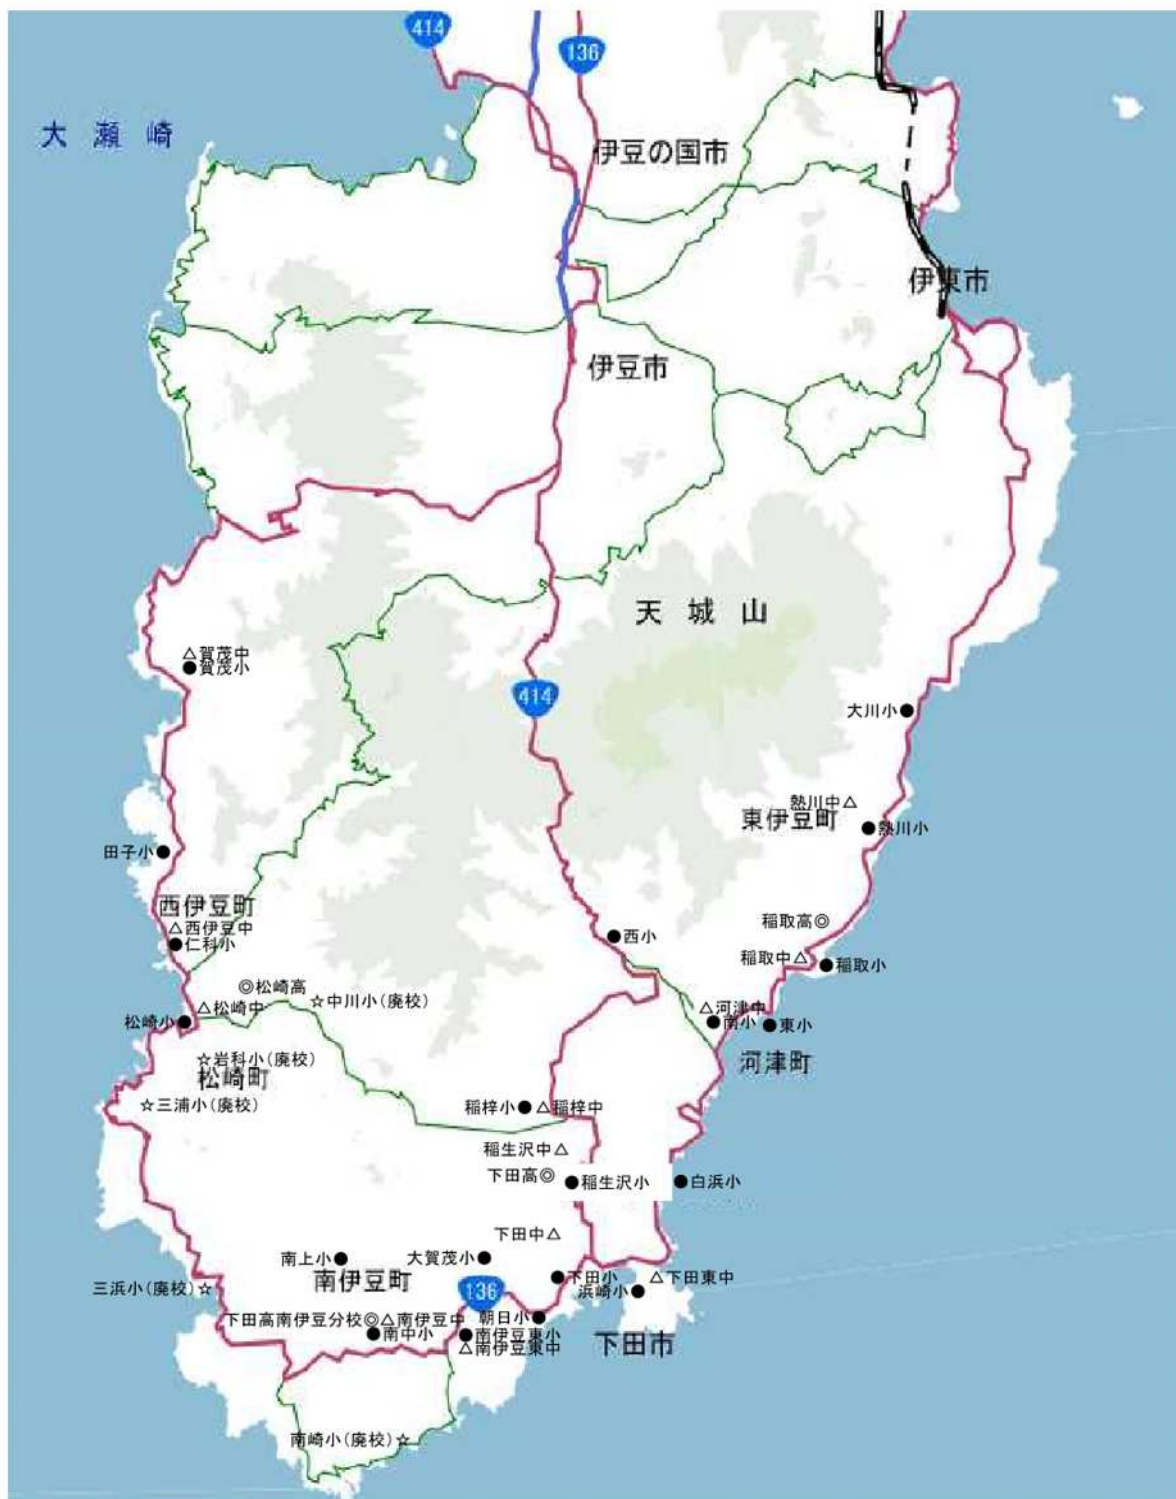 414
136
大瀬崎
伊豆の国市
伊東市
伊豆市
天城山
△賀茂中
●賀茂小
414
大川小●
熱川中△
東伊豆町
●熱川小
田子小●
西伊豆町
△西伊豆中
●仁科小
稲取高◎
●西小
稲取中△
●稲取小
◎松崎高
☆中川小(廃校)
△松崎中
松崎小●
△河津中
●南小
●東小
☆岩科小(廃校)
松崎町
河津町
☆三浦小(廃校)
稲梓小●△稲梓中
稲生沢中△
下田高◎
●稲生沢小
●白浜小
下田中△
南上小●
大賀茂小●
南伊豆町
136
●下田小
△下田東中
三浜小(廃校)☆
浜崎小●
下田高南伊豆分校◎△南伊豆中
朝日小●
●南中小
●南伊豆東小
△南伊豆東中
下田市
南崎小(廃校)☆